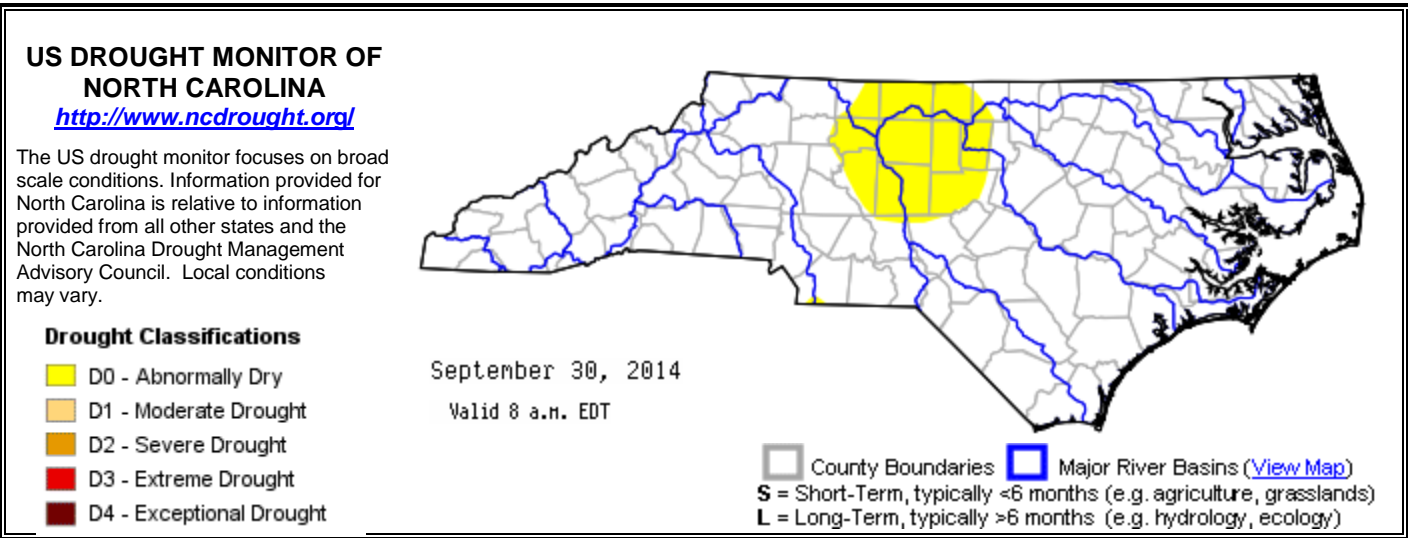 US DROUGHT MONITOR OF
NORTH CAROLINA
http://www.ncdrought.org/
The US drought monitor focuses on broad
scale conditions. Information provided for
North Carolina is relative to information
provided from all other states and the
North Carolina Drought Management
Advisory Council. Local conditions
may vary.
Drought Classifications
D0 - Abnormally Dry
D1 - Moderate Drought
D2 - Severe Drought
D3 - Extreme Drought
D4 - Exceptional Drought
September 30, 2014
Valid 8 a.m. EDT
County Boundaries Major River Basins (View Map)
S = Short-Term, typically <6 months (e.g. agriculture, grasslands)
L = Long-Term, typically >6 months (e.g. hydrology, ecology)